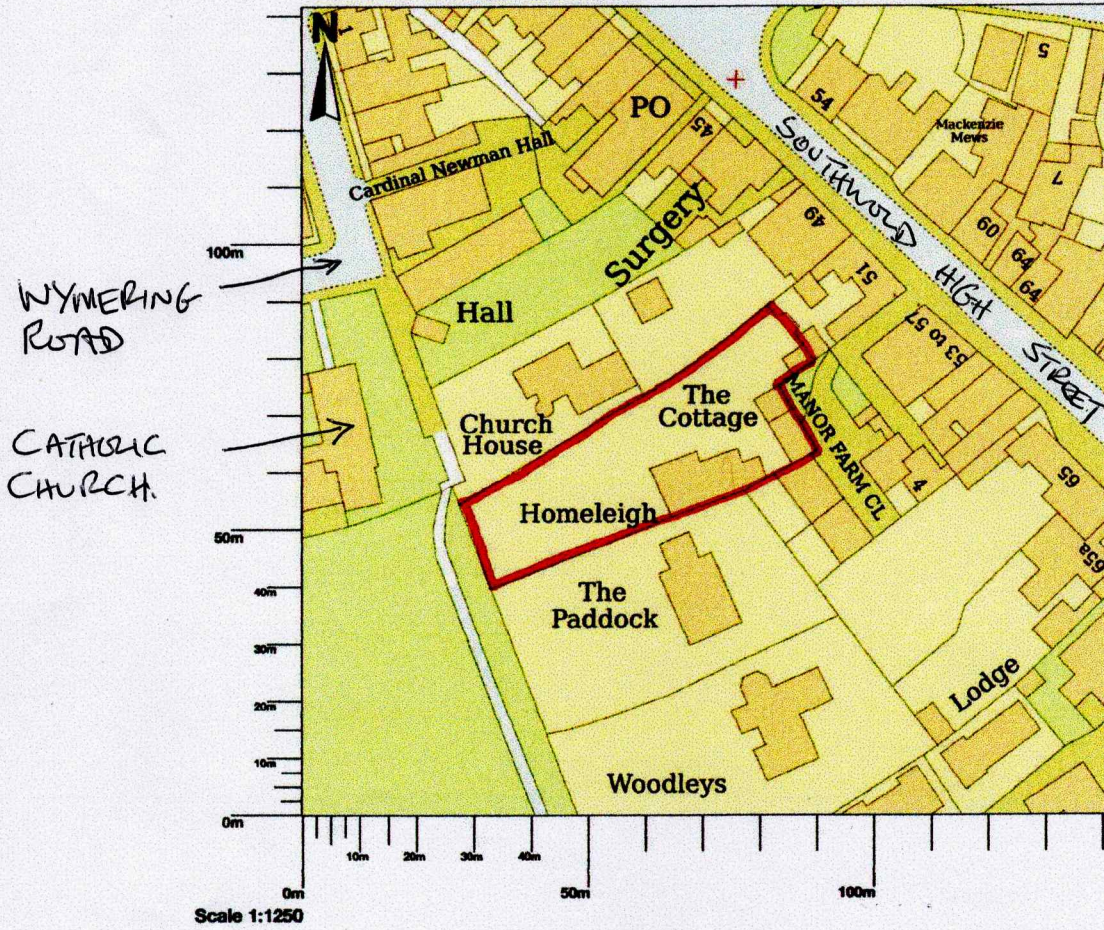 N
1
PO
45
54
5
Mackenzie
Mews
7
Cardinal Newman Hall
SOUTHWOLD
HIGH
STREET
60
64
64
49
51
53 to 57
Surgery
100m
WYMERING
ROAD
Hall
The
Cottage
MANOR FARM CL
Church
House
CATHOLIC
CHURCH.
4
65
65a
Homeleigh
50m
40m
30m
20m
10m
0m
The
Paddock
Lodge
Woodleys
10m
20m
30m
40m
0m
50m
100m
Scale 1:1250